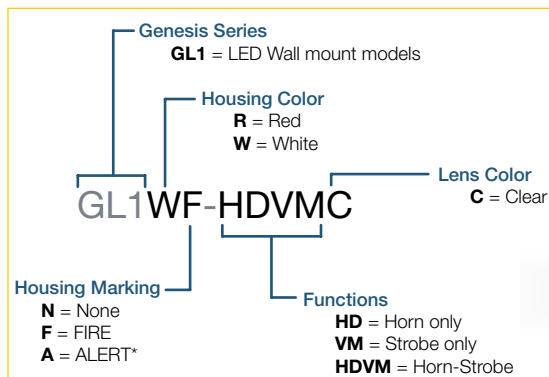 Genesis Series
GL1 = LED Wall mount models
Housing Color
R = Red
W = White
Lens Color
C = Clear
GL1WF-HDVMC
Housing Marking
N = None
F = FIRE
A = ALERT*
Functions
HD = Horn only
VM = Strobe only
HDVM = Horn-Strobe